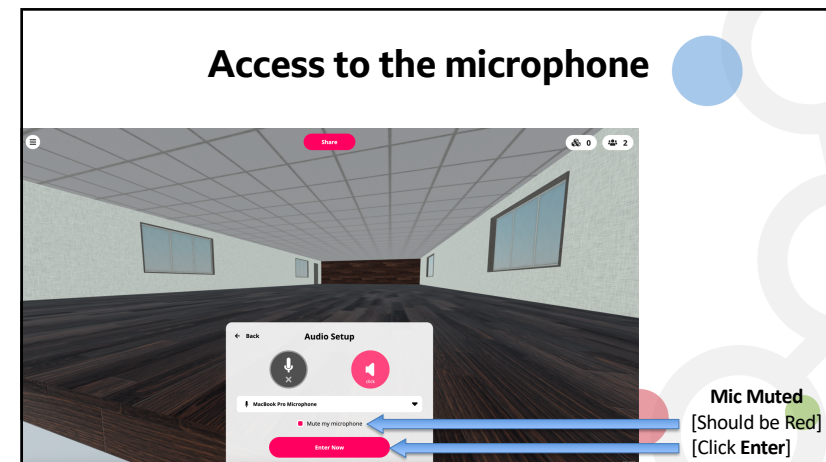 Access to the microphone
Share
0
2
Back
Audio Setup
click
MacBook Pro Microphone
Mute my microphone
Enter Now
Mic Muted
[Should be Red]
[Click Enter]